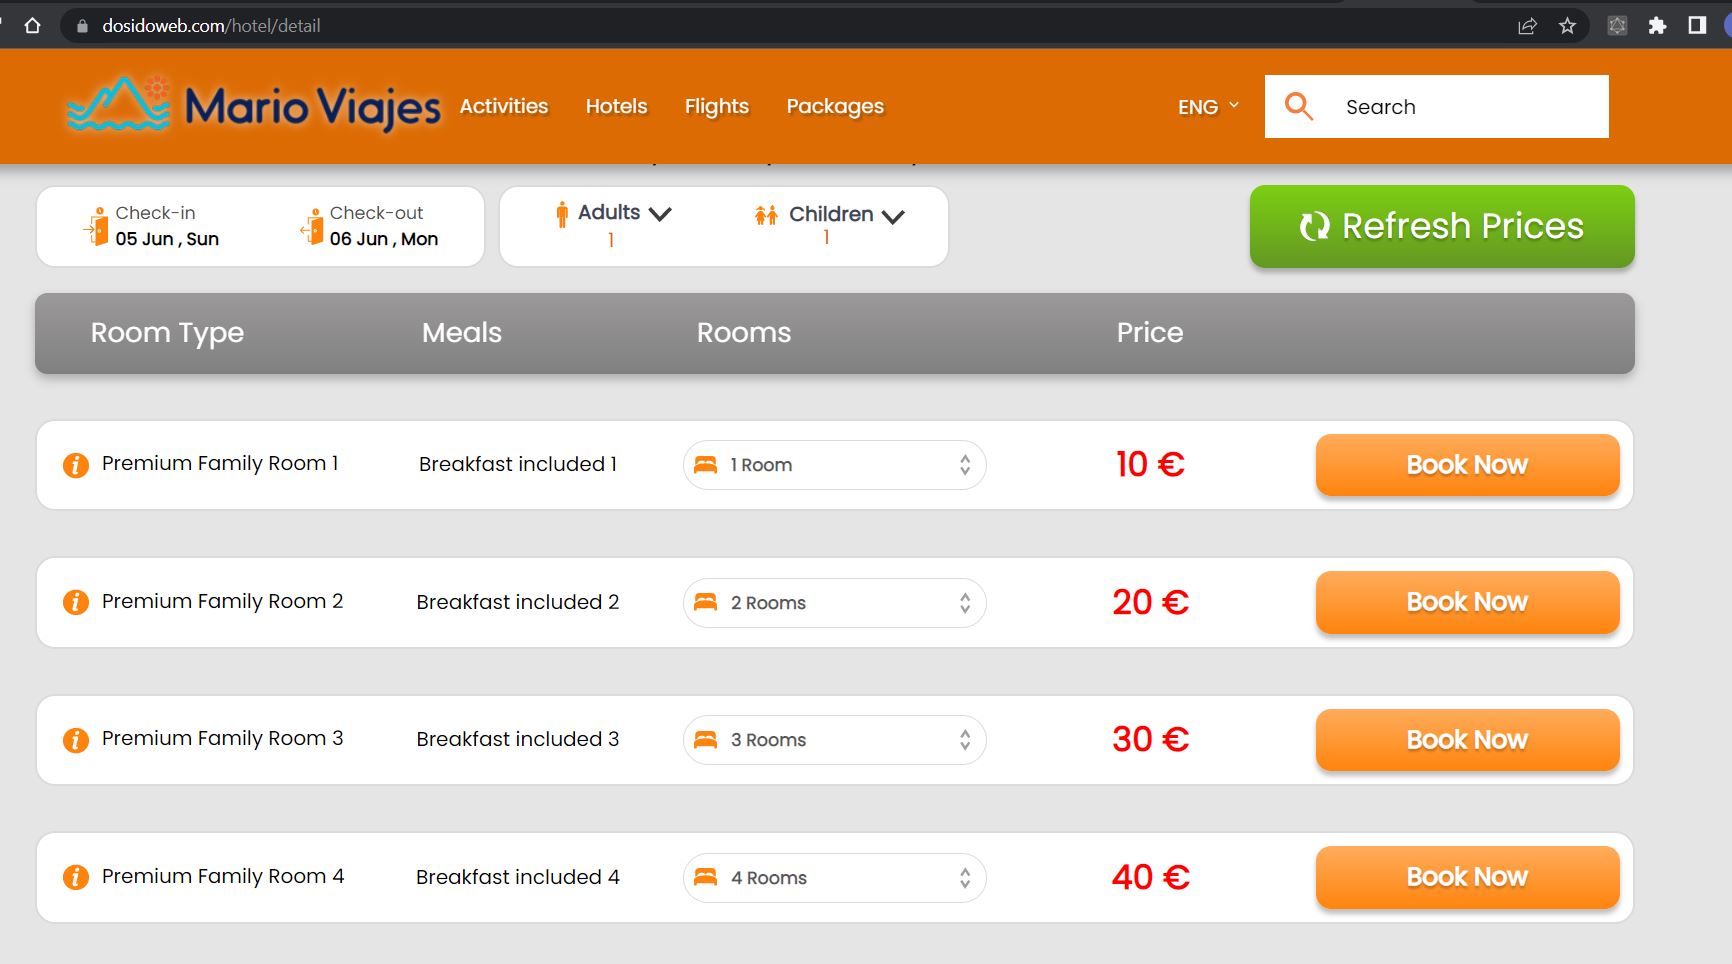 dosidoweb.com/hotel/detail
Mario Viajes Activities Hotels Flights Packages ENG Search
Check-in Check-out Adults Children Refresh Prices
05 Jun , Sun 06 Jun , Mon 1 1
Room Type Meals Rooms Price
i Premium Family Room 1 Breakfast included 1 1 Room 10 € Book Now
i Premium Family Room 2 Breakfast included 2 2 Rooms 20 € Book Now
i Premium Family Room 3 Breakfast included 3 3 Rooms 30 € Book Now
i Premium Family Room 4 Breakfast included 4 4 Rooms 40 € Book Now